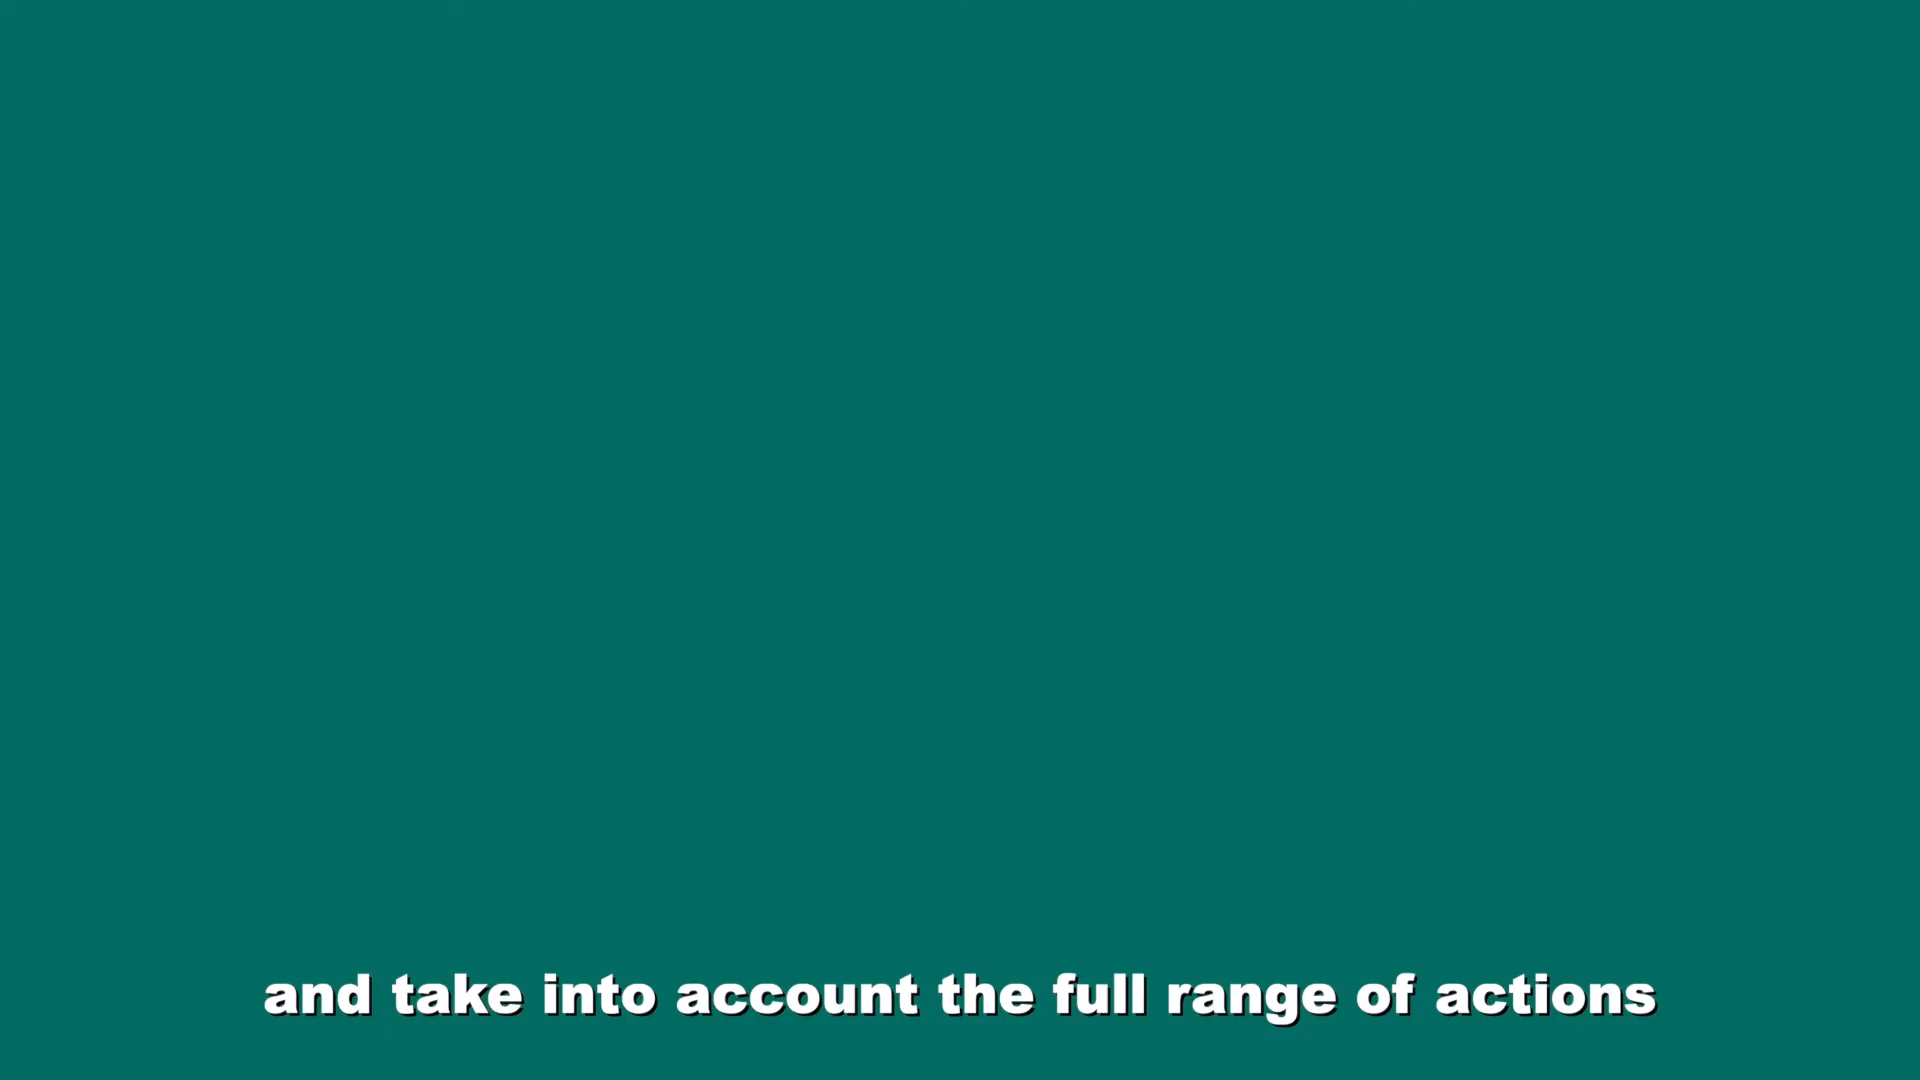 and take into account the full range of actions